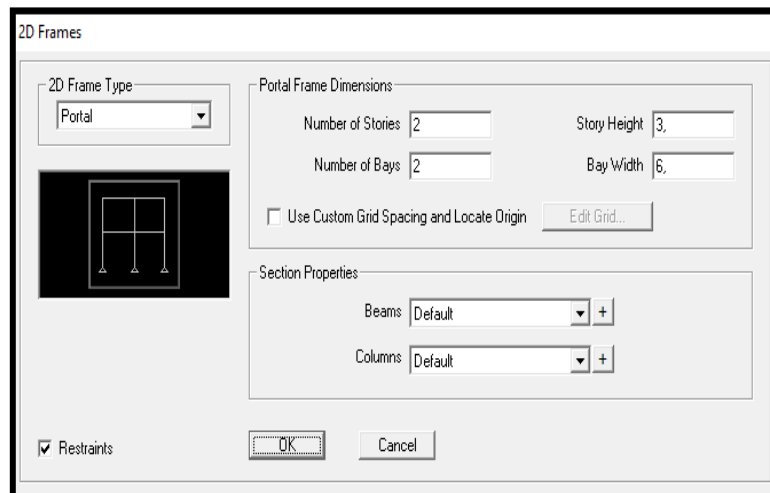 2D Frames
2D Frame Type
Portal
Portal Frame Dimensions
Number of Stories 2
Story Height 3,
Number of Bays 2
Bay Width 6,
Use Custom Grid Spacing and Locate Origin
Edit Grid...
Section Properties
Beams Default +
Columns Default +
Restraints
OK
Cancel